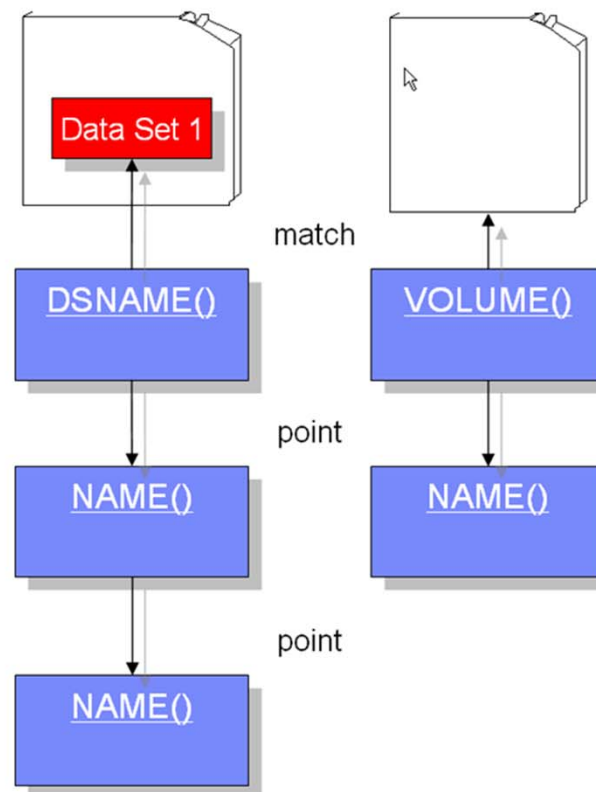 Data Set 1
match
DSNAME()
VOLUME()
point
NAME()
NAME()
point
NAME()